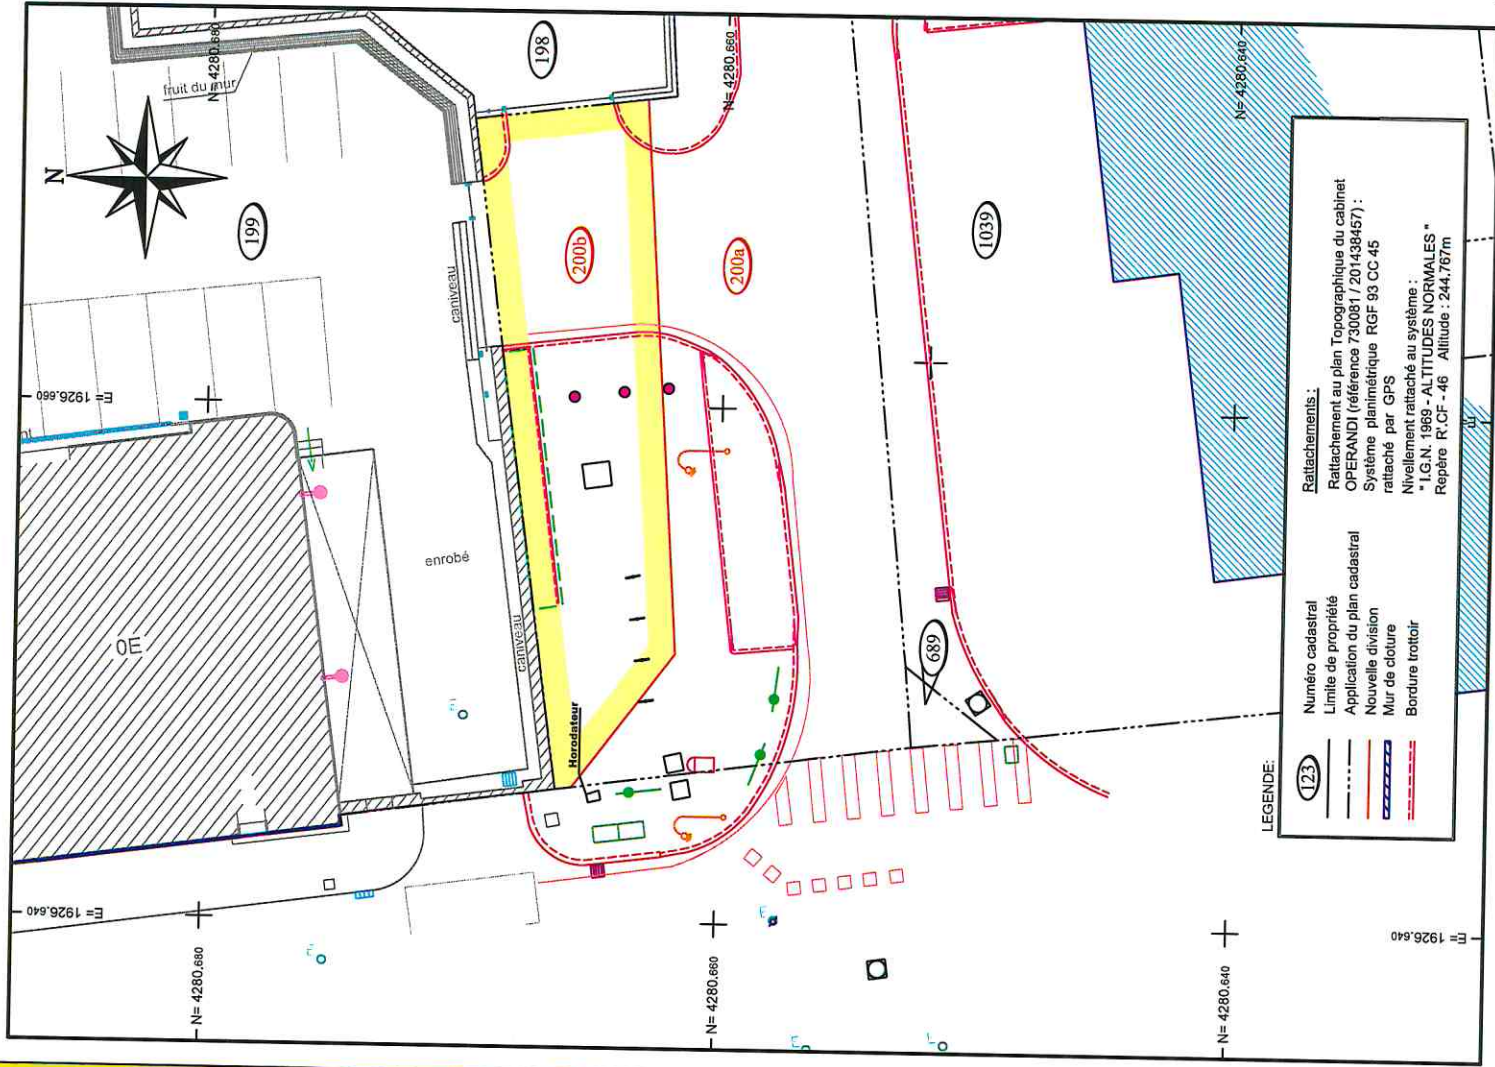 N
fruit du mur
N= 4280.680
198
N= 4280.660
N= 4280.640
199
caniveau
200b
200a
1039
E= 1926.660
0E
enrobé
caniveau
Horodateur
689
E= 1926.640
E= 1926.640
N= 4280.680
N= 4280.660
N= 4280.640
LEGENDE:
123
Numéro cadastral
Limite de propriété
Application du plan cadastral
Nouvelle division
Mur de cloture
Bordure trottoir
Rattachements :
Rattachement au plan Topographique du cabinet
OPERANDI (référence 730081 / 201438457) :
Système planimétrique RGF 93 CC 45
rattaché par GPS
Nivellement rattaché au système :
" I.G.N. 1969 - ALTITUDES NORMALES "
Repère R'.CF - 46 Altitude : 244.767m